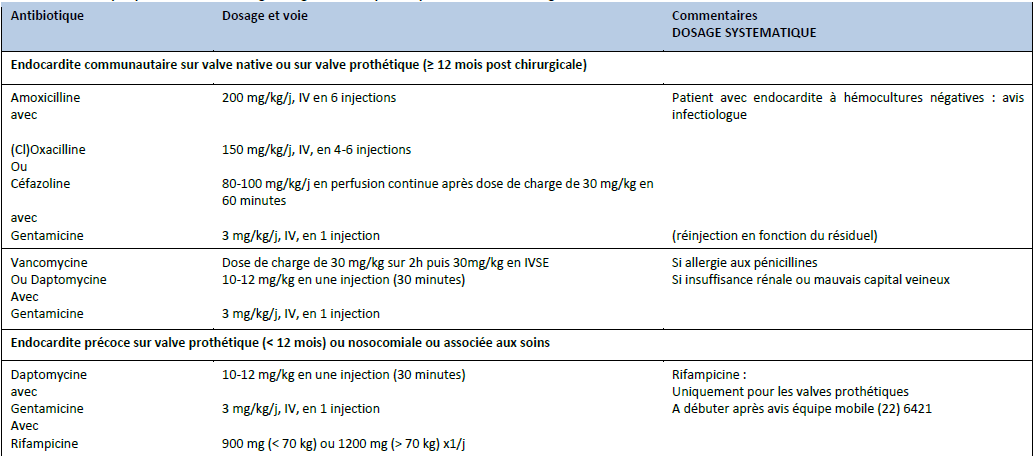 Antibiotique Dosage et voie Commentaires
DOSAGE SYSTEMATIQUE
Endocardite communautaire sur valve native ou sur valve prothétique (≥ 12 mois post chirurgicale)
Amoxicilline 200 mg/kg/j, IV en 6 injections Patient avec endocardite à hémocultures négatives : avis
avec infectiologue
(Cl)Oxacilline 150 mg/kg/j, IV, en 4-6 injections
Ou
Céfazoline 80-100 mg/kg/j en perfusion continue après dose de charge de 30 mg/kg en
60 minutes
avec
Gentamicine 3 mg/kg/j, IV, en 1 injection (réinjection en fonction du résiduel)
Vancomycine Dose de charge de 30 mg/kg sur 2h puis 30mg/kg en IVSE Si allergie aux pénicillines
Ou Daptomycine 10-12 mg/kg en une injection (30 minutes) Si insuffisance rénale ou mauvais capital veineux
Avec
Gentamicine 3 mg/kg/j, IV, en 1 injection
Endocardite précoce sur valve prothétique (< 12 mois) ou nosocomiale ou associée aux soins
Daptomycine 10-12 mg/kg en une injection (30 minutes) Rifampicine :
avec Uniquement pour les valves prothétiques
Gentamicine 3 mg/kg/j, IV, en 1 injection A débuter après avis équipe mobile (22) 6421
Avec
Rifampicine 900 mg (< 70 kg) ou 1200 mg (> 70 kg) x1/j